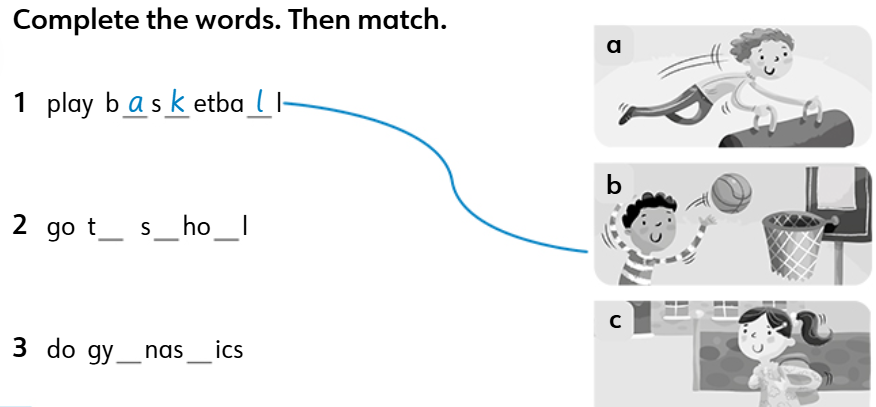 Complete the words. Then match.
1 play b a s k etba l l
2 go t__ s__ho__l
3 do gy__nas__ics
a
b
c